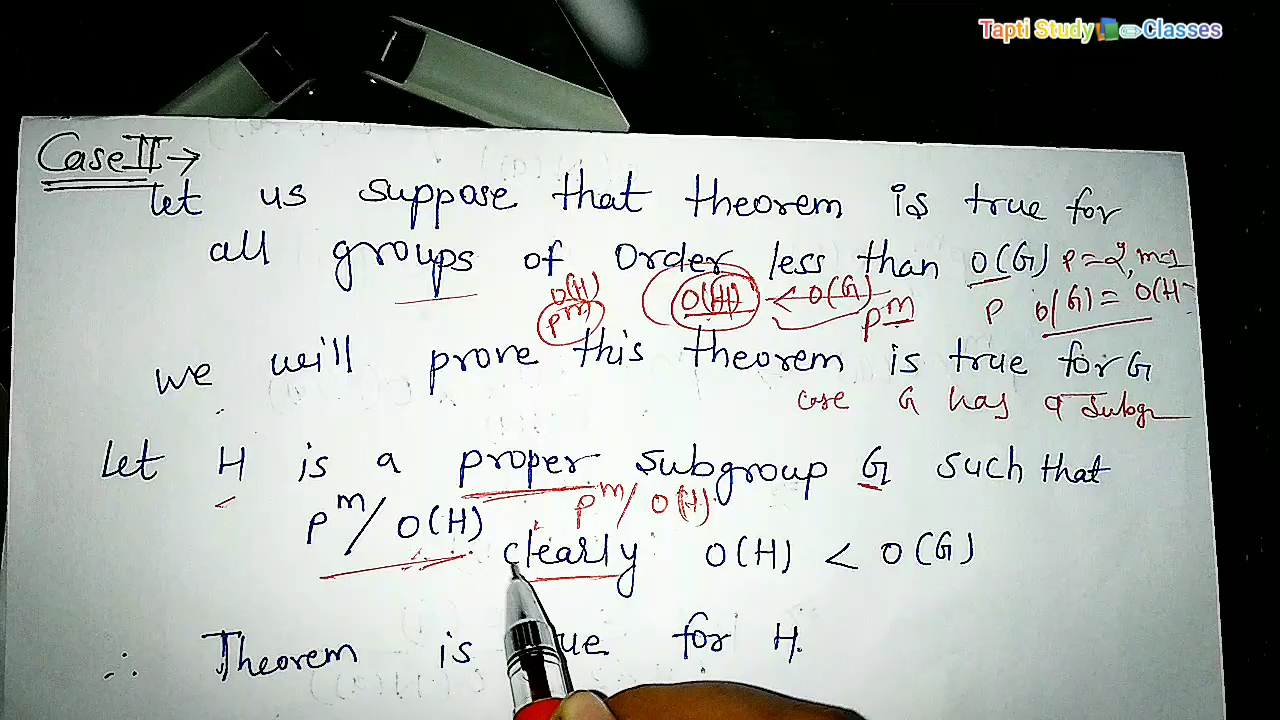 Tapti Study Classes
Case II →
let us suppose that theorem is true for
all groups of order less than O(G) p=2, m=1
O(H) O(H) < O(G) p O(G) = O(H
p^m p^m
we will prove this theorem is true for G
case G has a subgr
Let H is a proper subgroup G such that
p^m/O(H) p^m/O(H)
clearly O(H) < O(G)
∴ Theorem is true for H.